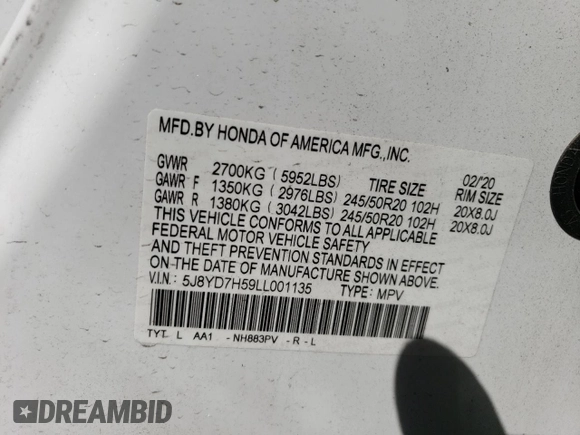 MFD.BY HONDA OF AMERICA MFG.,INC.
02/'20
GVWR 2700KG ( 5952LBS) TIRE SIZE RIM SIZE
GAWR F 1350KG ( 2976LBS) 245/50R20 102H 20X8.0J
GAWR R 1380KG ( 3042LBS) 245/50R20 102H 20X8.0J
THIS VEHICLE CONFORMS TO ALL APPLICABLE
FEDERAL MOTOR VEHICLE SAFETY
AND THEFT PREVENTION STANDARDS IN EFFECT
ON THE DATE OF MANUFACTURE SHOWN ABOVE.
V.I.N.: 5J8YD7H59LL001135 TYPE: MPV
TYT L AA1 - NH883PV - R - L
DREAMBID